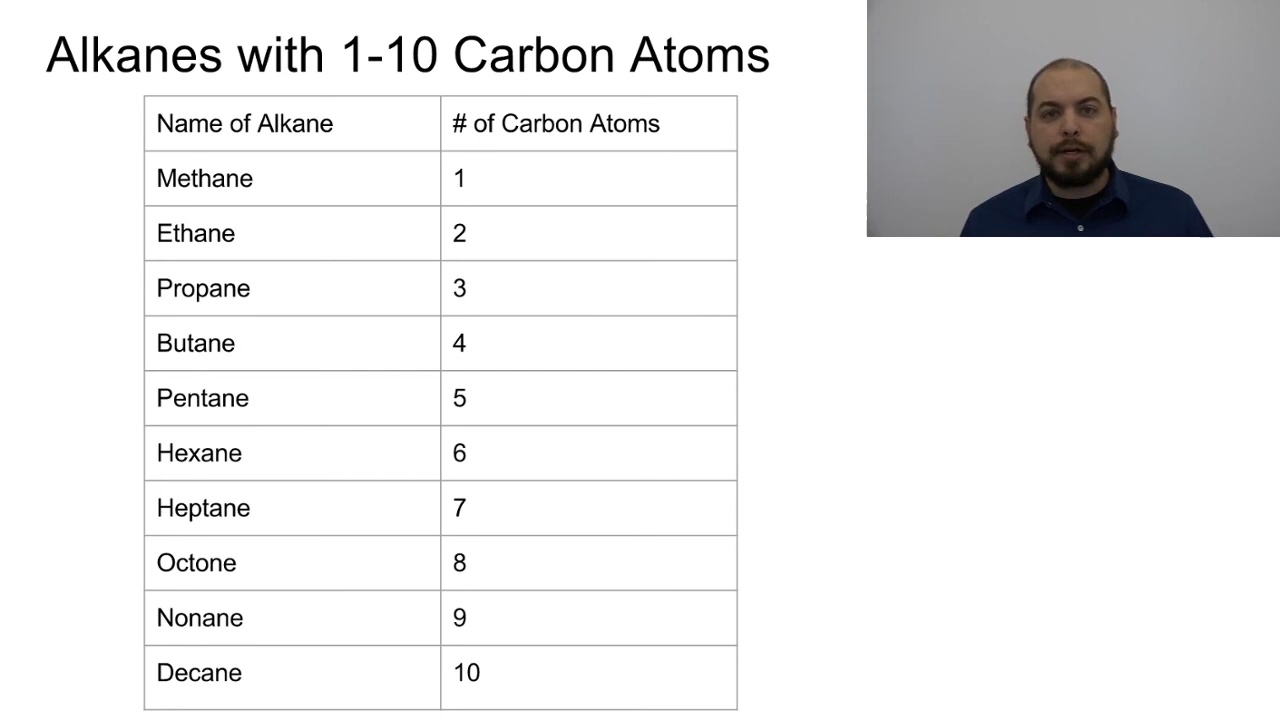 Alkanes with 1-10 Carbon Atoms
Name of Alkane # of Carbon Atoms
Methane 1
Ethane 2
Propane 3
Butane 4
Pentane 5
Hexane 6
Heptane 7
Octone 8
Nonane 9
Decane 10